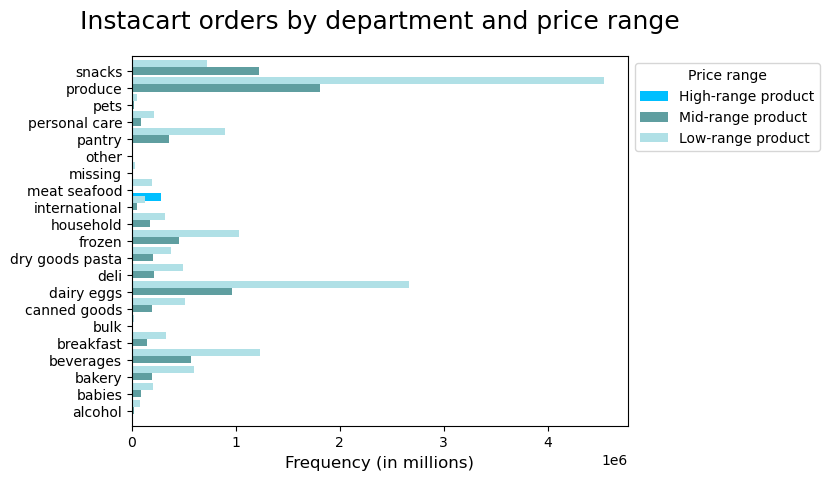 Instacart orders by department and price range
snacks
produce
pets
personal care
pantry
other
missing
meat seafood
international
household
frozen
dry goods pasta
deli
dairy eggs
canned goods
bulk
breakfast
beverages
bakery
babies
alcohol
0 1 2 3 4
1e6
Frequency (in millions)
Price range
High-range product
Mid-range product
Low-range product